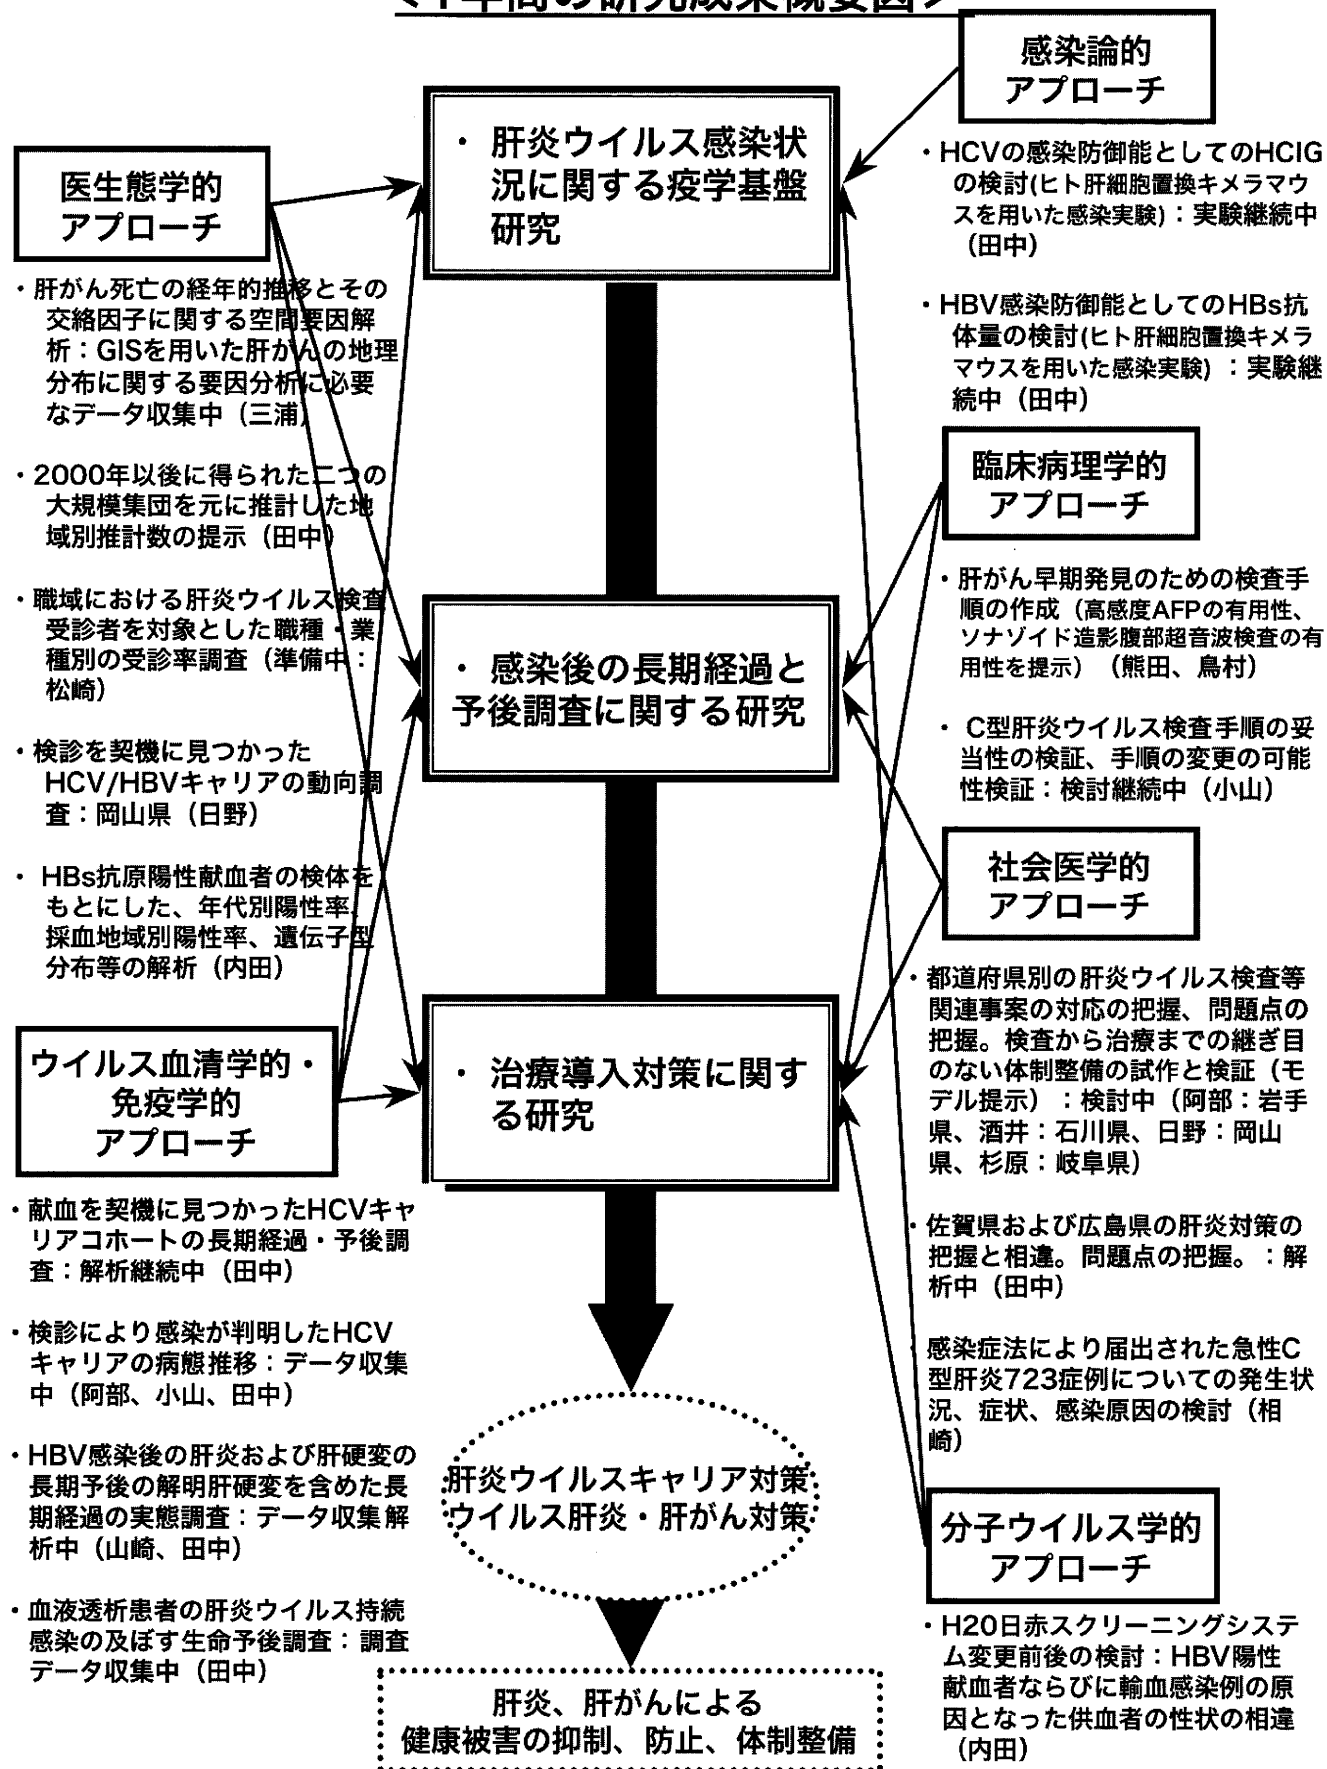 <1年間の研究成果概要図>
感染論的
アプローチ
・HCVの感染防御能としてのHCIG
の検討(ヒト肝細胞置換キメラマウ
スを用いた感染実験)：実験継続中
（田中）
・HBV感染防御能としてのHBs抗
体量の検討(ヒト肝細胞置換キメラ
マウスを用いた感染実験)：実験継
続中（田中）
・ 肝炎ウイルス感染状
況に関する疫学基盤
研究
医生態学的
アプローチ
・肝がん死亡の経年的推移とその
交絡因子に関する空間要因解
析：GISを用いた肝がんの地理
分布に関する要因分析に必要
なデータ収集中（三浦）
・2000年以後に得られた二つの
大規模集団を元に推計した地
域別推計数の提示（田中）
・職域における肝炎ウイルス検査
受診者を対象とした職種・業
種別の受診率調査（準備中：
松崎）
・検診を契機に見つかった
HCV/HBVキャリアの動向調
査：岡山県（日野）
・ HBs抗原陽性献血者の検体を
もとにした、年代別陽性率、
採血地域別陽性率、遺伝子型
分布等の解析（内田）
臨床病理学的
アプローチ
・肝がん早期発見のための検査手
順の作成（高感度AFPの有用性、
ソナゾイド造影腹部超音波検査の有
用性を提示）（熊田、鳥村）
・ C型肝炎ウイルス検査手順の妥
当性の検証、手順の変更の可能
性検証：検討継続中（小山）
・ 感染後の長期経過と
予後調査に関する研究
社会医学的
アプローチ
・都道府県別の肝炎ウイルス検査等
関連事案の対応の把握、問題点の
把握。検査から治療までの継ぎ目
のない体制整備の試作と検証（モ
デル提示）：検討中（阿部：岩手
県、酒井：石川県、日野：岡山
県、杉原：岐阜県）
・佐賀県および広島県の肝炎対策の
把握と相違。問題点の把握。：解
析中（田中）
感染症法により届出された急性C
型肝炎723症例についての発生状
況、症状、感染原因の検討（相
崎）
・ 治療導入対策に関す
る研究
ウイルス血清学的・
免疫学的
アプローチ
・献血を契機に見つかったHCVキャ
リアコホートの長期経過・予後調
査：解析継続中（田中）
・検診により感染が判明したHCV
キャリアの病態推移：データ収集
中（阿部、小山、田中）
・HBV感染後の肝炎および肝硬変の
長期予後の解明肝硬変を含めた長
期経過の実態調査：データ収集解
析中（山崎、田中）
・血液透析患者の肝炎ウイルス持続
感染の及ぼす生命予後調査：調査
データ収集中（田中）
肝炎ウイルスキャリア対策
ウイルス肝炎・肝がん対策
分子ウイルス学的
アプローチ
・H20日赤スクリーニングシステ
ム変更前後の検討：HBV陽性
献血者ならびに輸血感染例の原
因となった供血者の性状の相違
（内田）
肝炎、肝がんによる
健康被害の抑制、防止、体制整備